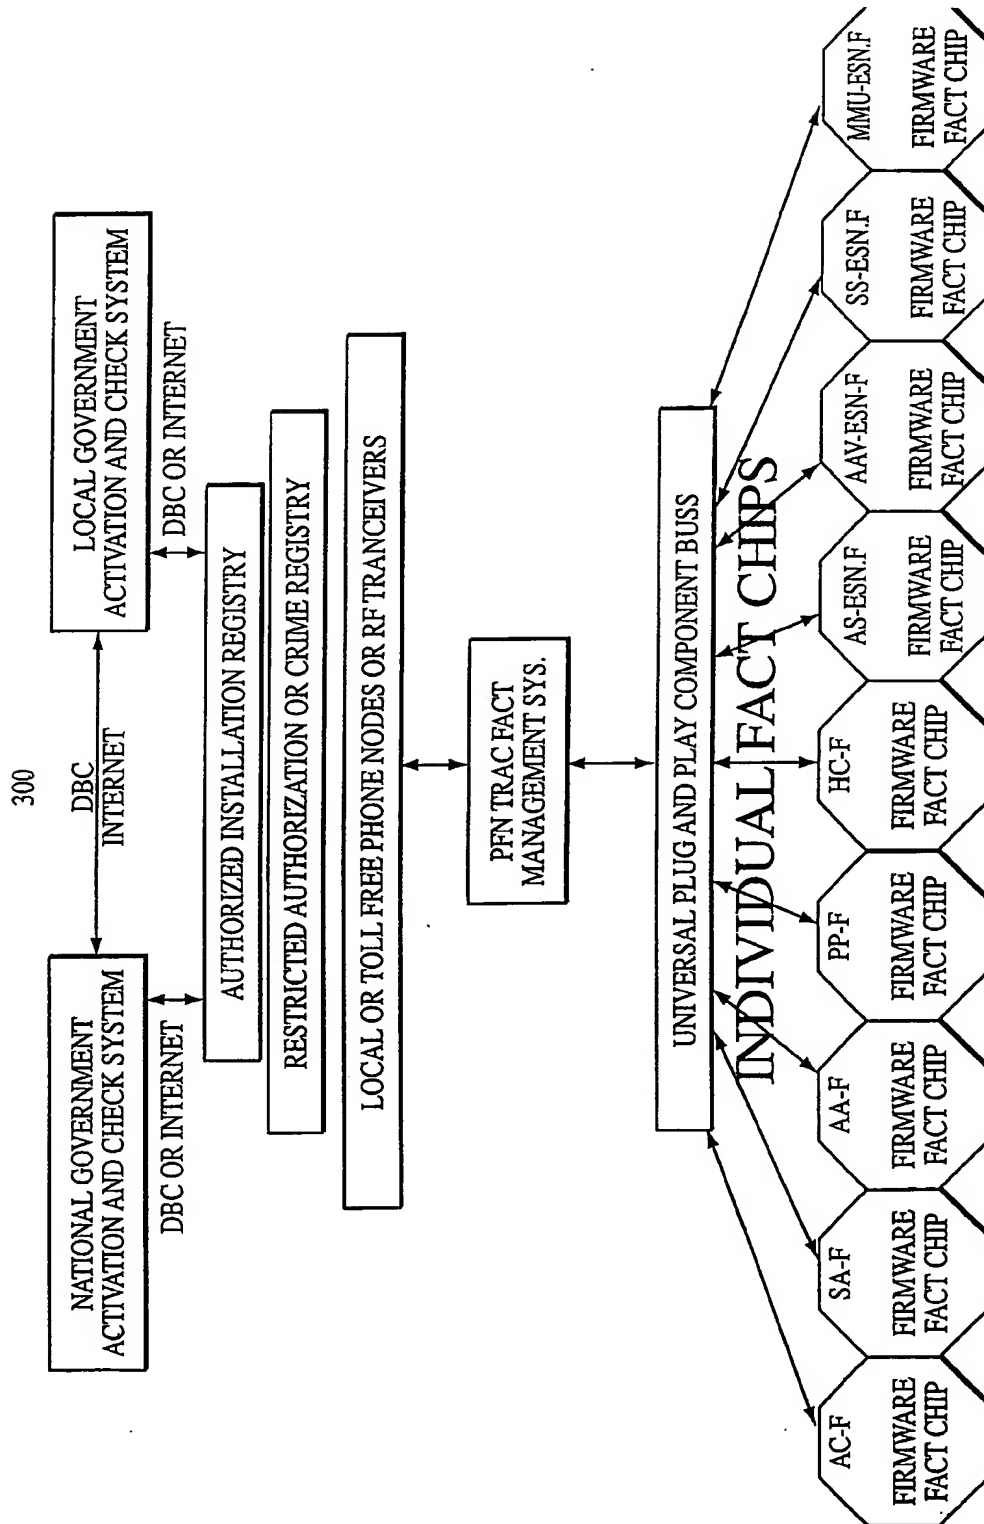 300
NATIONAL GOVERNMENT
ACTIVATION AND CHECK SYSTEM
DBC
INTERNET
LOCAL GOVERNMENT
ACTIVATION AND CHECK SYSTEM
DBC OR INTERNET
DBC OR INTERNET
AUTHORIZED INSTALLATION REGISTRY
RESTRICTED AUTHORIZATION OR CRIME REGISTRY
LOCAL OR TOLL FREE PHONE NODES OR RF TRANCEIVERS
PFN TRAC FACT
MANAGEMENT SYS.
UNIVERSAL PLUG AND PLAY COMPONENT BUSS
INDIVIDUAL FACT CHIPS
AC-F
FIRMWARE
FACT CHIP
SA-F
FIRMWARE
FACT CHIP
AA-F
FIRMWARE
FACT CHIP
PP-F
FIRMWARE
FACT CHIP
HC-F
FIRMWARE
FACT CHIP
AS-ESN.F
FIRMWARE
FACT CHIP
AAV-ESN-F
FIRMWARE
FACT CHIP
SS-ESN.F
FIRMWARE
FACT CHIP
MMU-ESN.F
FIRMWARE
FACT CHIP